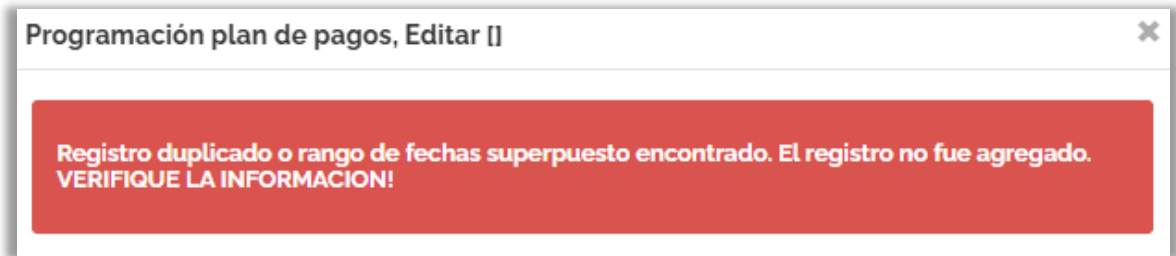 Programación plan de pagos, Editar []
Registro duplicado o rango de fechas superpuesto encontrado. El registro no fue agregado.
VERIFIQUE LA INFORMACION!